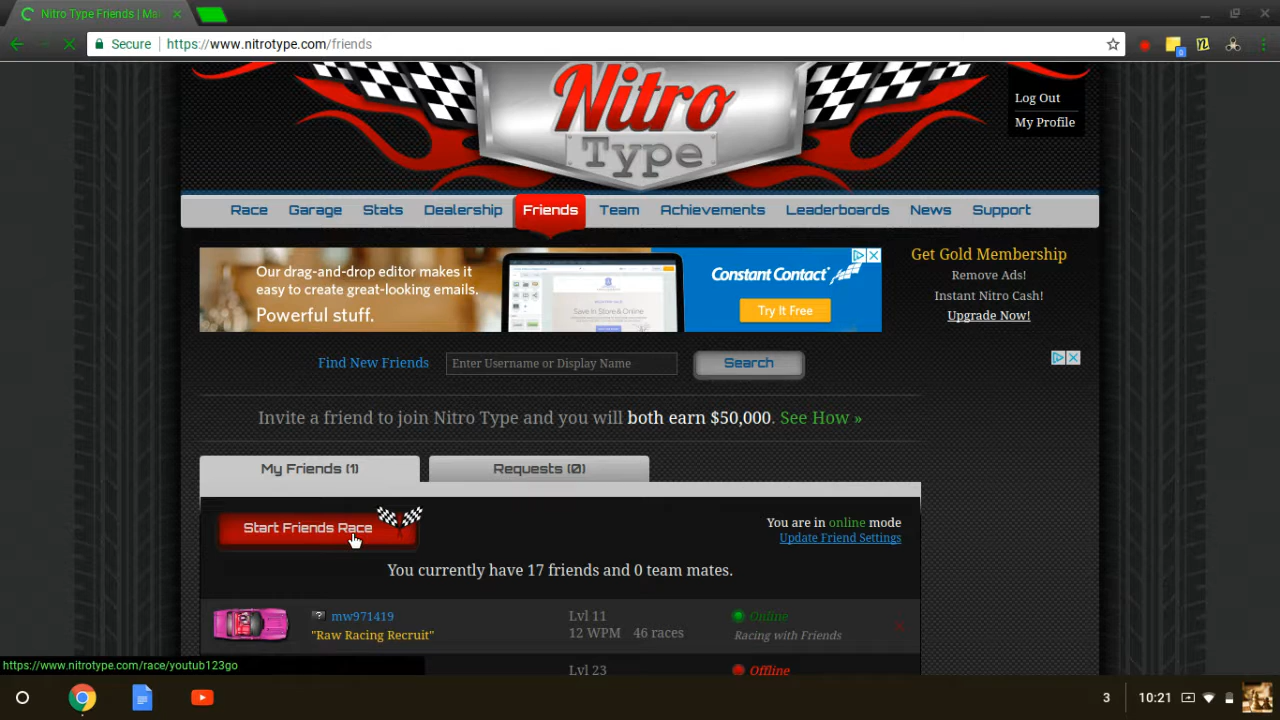 Nitro Type Friends | Ma
Secure https://www.nitrotype.com/friends
Nitro
Type
Log Out
My Profile
Race Garage Stats Dealership Friends Team Achievements Leaderboards News Support
Our drag-and-drop editor makes it
easy to create great-looking emails.
Powerful stuff.
Constant Contact
Try It Free
Get Gold Membership
Remove Ads!
Instant Nitro Cash!
Upgrade Now!
Find New Friends Enter Username or Display Name Search
Invite a friend to join Nitro Type and you will both earn $50,000. See How »
My Friends (1) Requests (0)
Start Friends Race
You are in online mode
Update Friend Settings
You currently have 17 friends and 0 team mates.
mw971419 Lvl 11 Online
"Raw Racing Recruit" 12 WPM 46 races Racing with Friends
Lvl 23 Offline
https://www.nitrotype.com/race/youtub123go
3 10:21